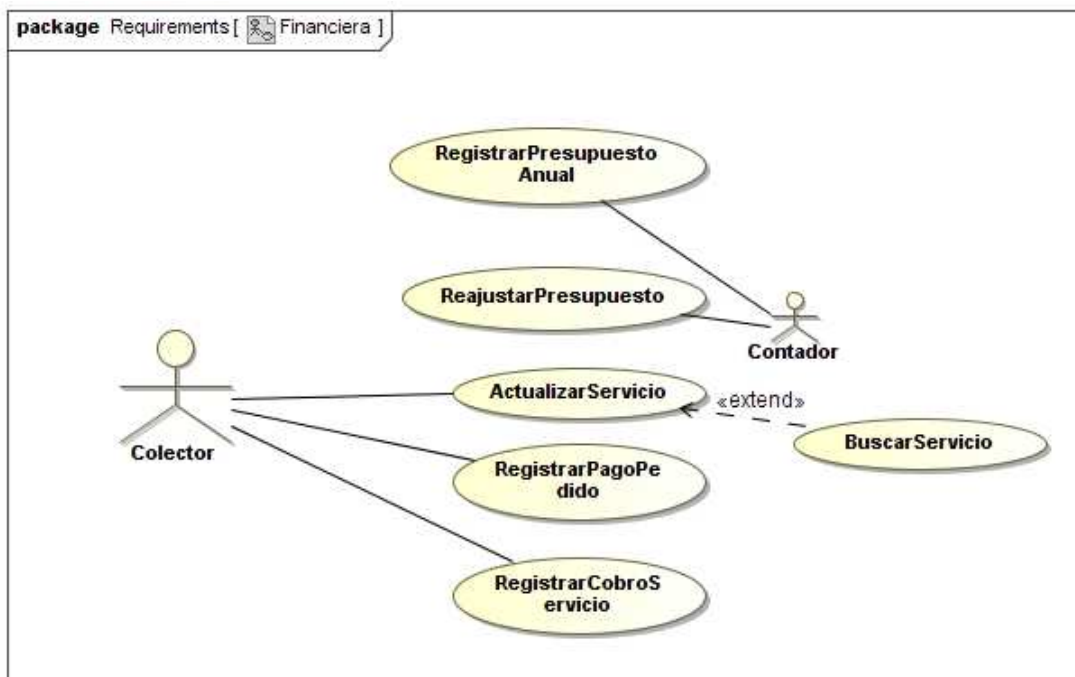 package Requirements [ Financiera ]
RegistrarPresupuesto
Anual
ReajustarPresupuesto
Contador
ActualizarServicio
«extend»
BuscarServicio
Colector
RegistrarPagoPe
dido
RegistrarCobroS
ervicio